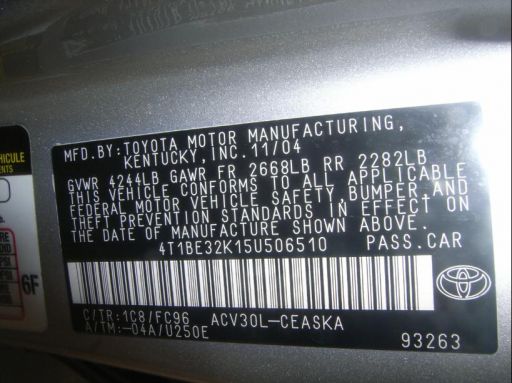 MFD.BY:TOYOTA MOTOR MANUFACTURING,
KENTUCKY, INC. 11/04
GVWR 4244LB GAWR FR 2668LB RR 2282LB
THIS VEHICLE CONFORMS TO ALL APPLICABLE
FEDERAL MOTOR VEHICLE SAFETY,BUMPER AND
THEFT PREVENTION STANDARDS IN EFFECT ON
THE DATE OF MANUFACTURE SHOWN ABOVE.
4T1BE32K15U506510 PASS.CAR
C/TR:1C8/FC96 ACV30L-CEASKA
A/TM:-04A/U250E 93263
6F